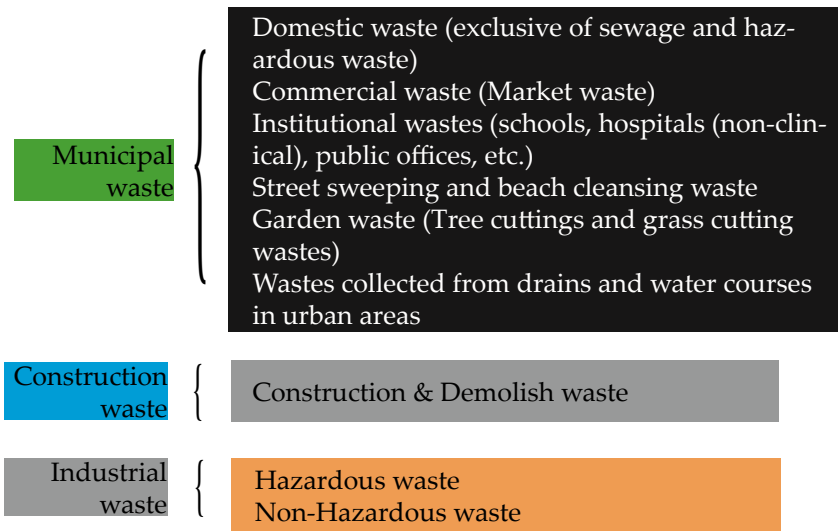 Municipal
waste
Domestic waste (exclusive of sewage and haz-
ardous waste)
Commercial waste (Market waste)
Institutional wastes (schools, hospitals (non-clin-
ical), public offices, etc.)
Street sweeping and beach cleansing waste
Garden waste (Tree cuttings and grass cutting
wastes)
Wastes collected from drains and water courses
in urban areas
Construction
waste
Construction & Demolish waste
Industrial
waste
Hazardous waste
Non-Hazardous waste